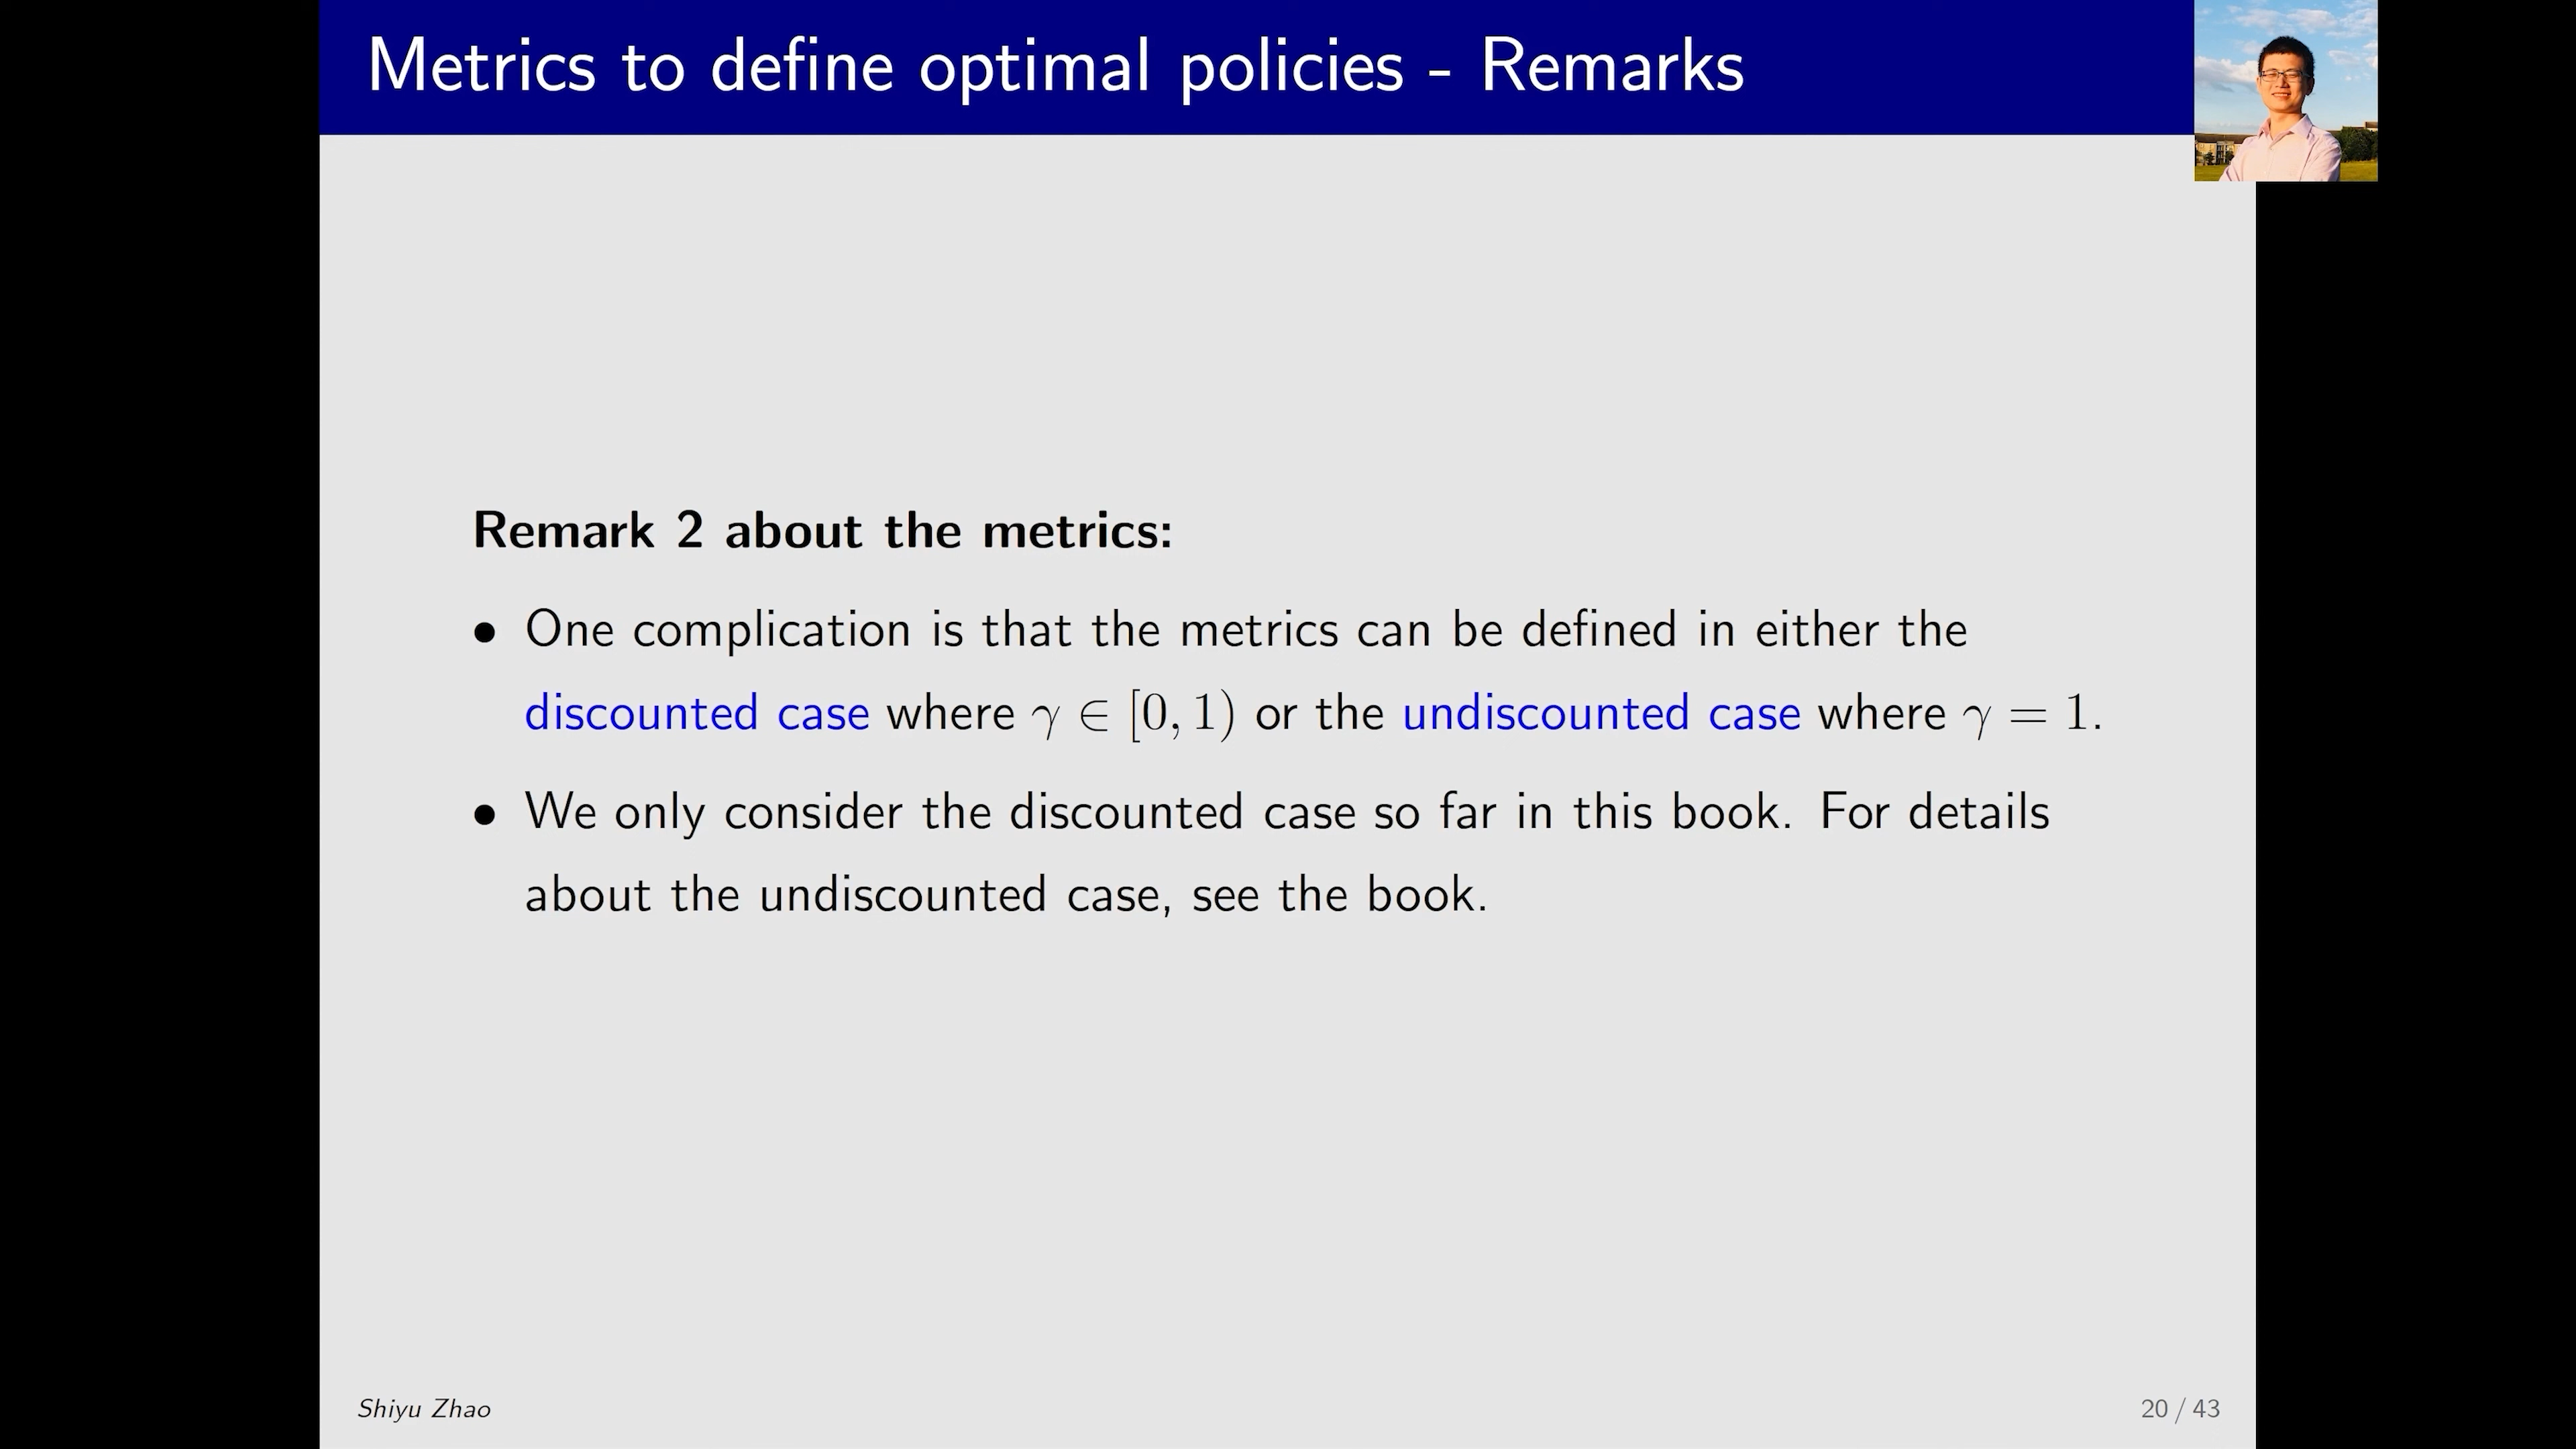 Metrics to define optimal policies - Remarks
Remark 2 about the metrics:
• One complication is that the metrics can be defined in either the
discounted case where γ ∈ [0, 1) or the undiscounted case where γ = 1.
• We only consider the discounted case so far in this book. For details
about the undiscounted case, see the book.
Shiyu Zhao
20 / 43